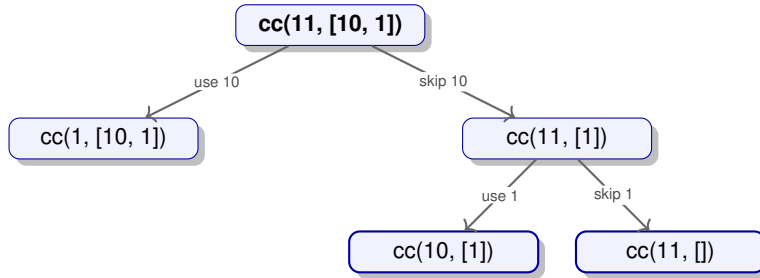 cc(11, [10, 1])
use 10
skip 10
cc(1, [10, 1])
cc(11, [1])
use 1
skip 1
cc(10, [1])
cc(11, [])